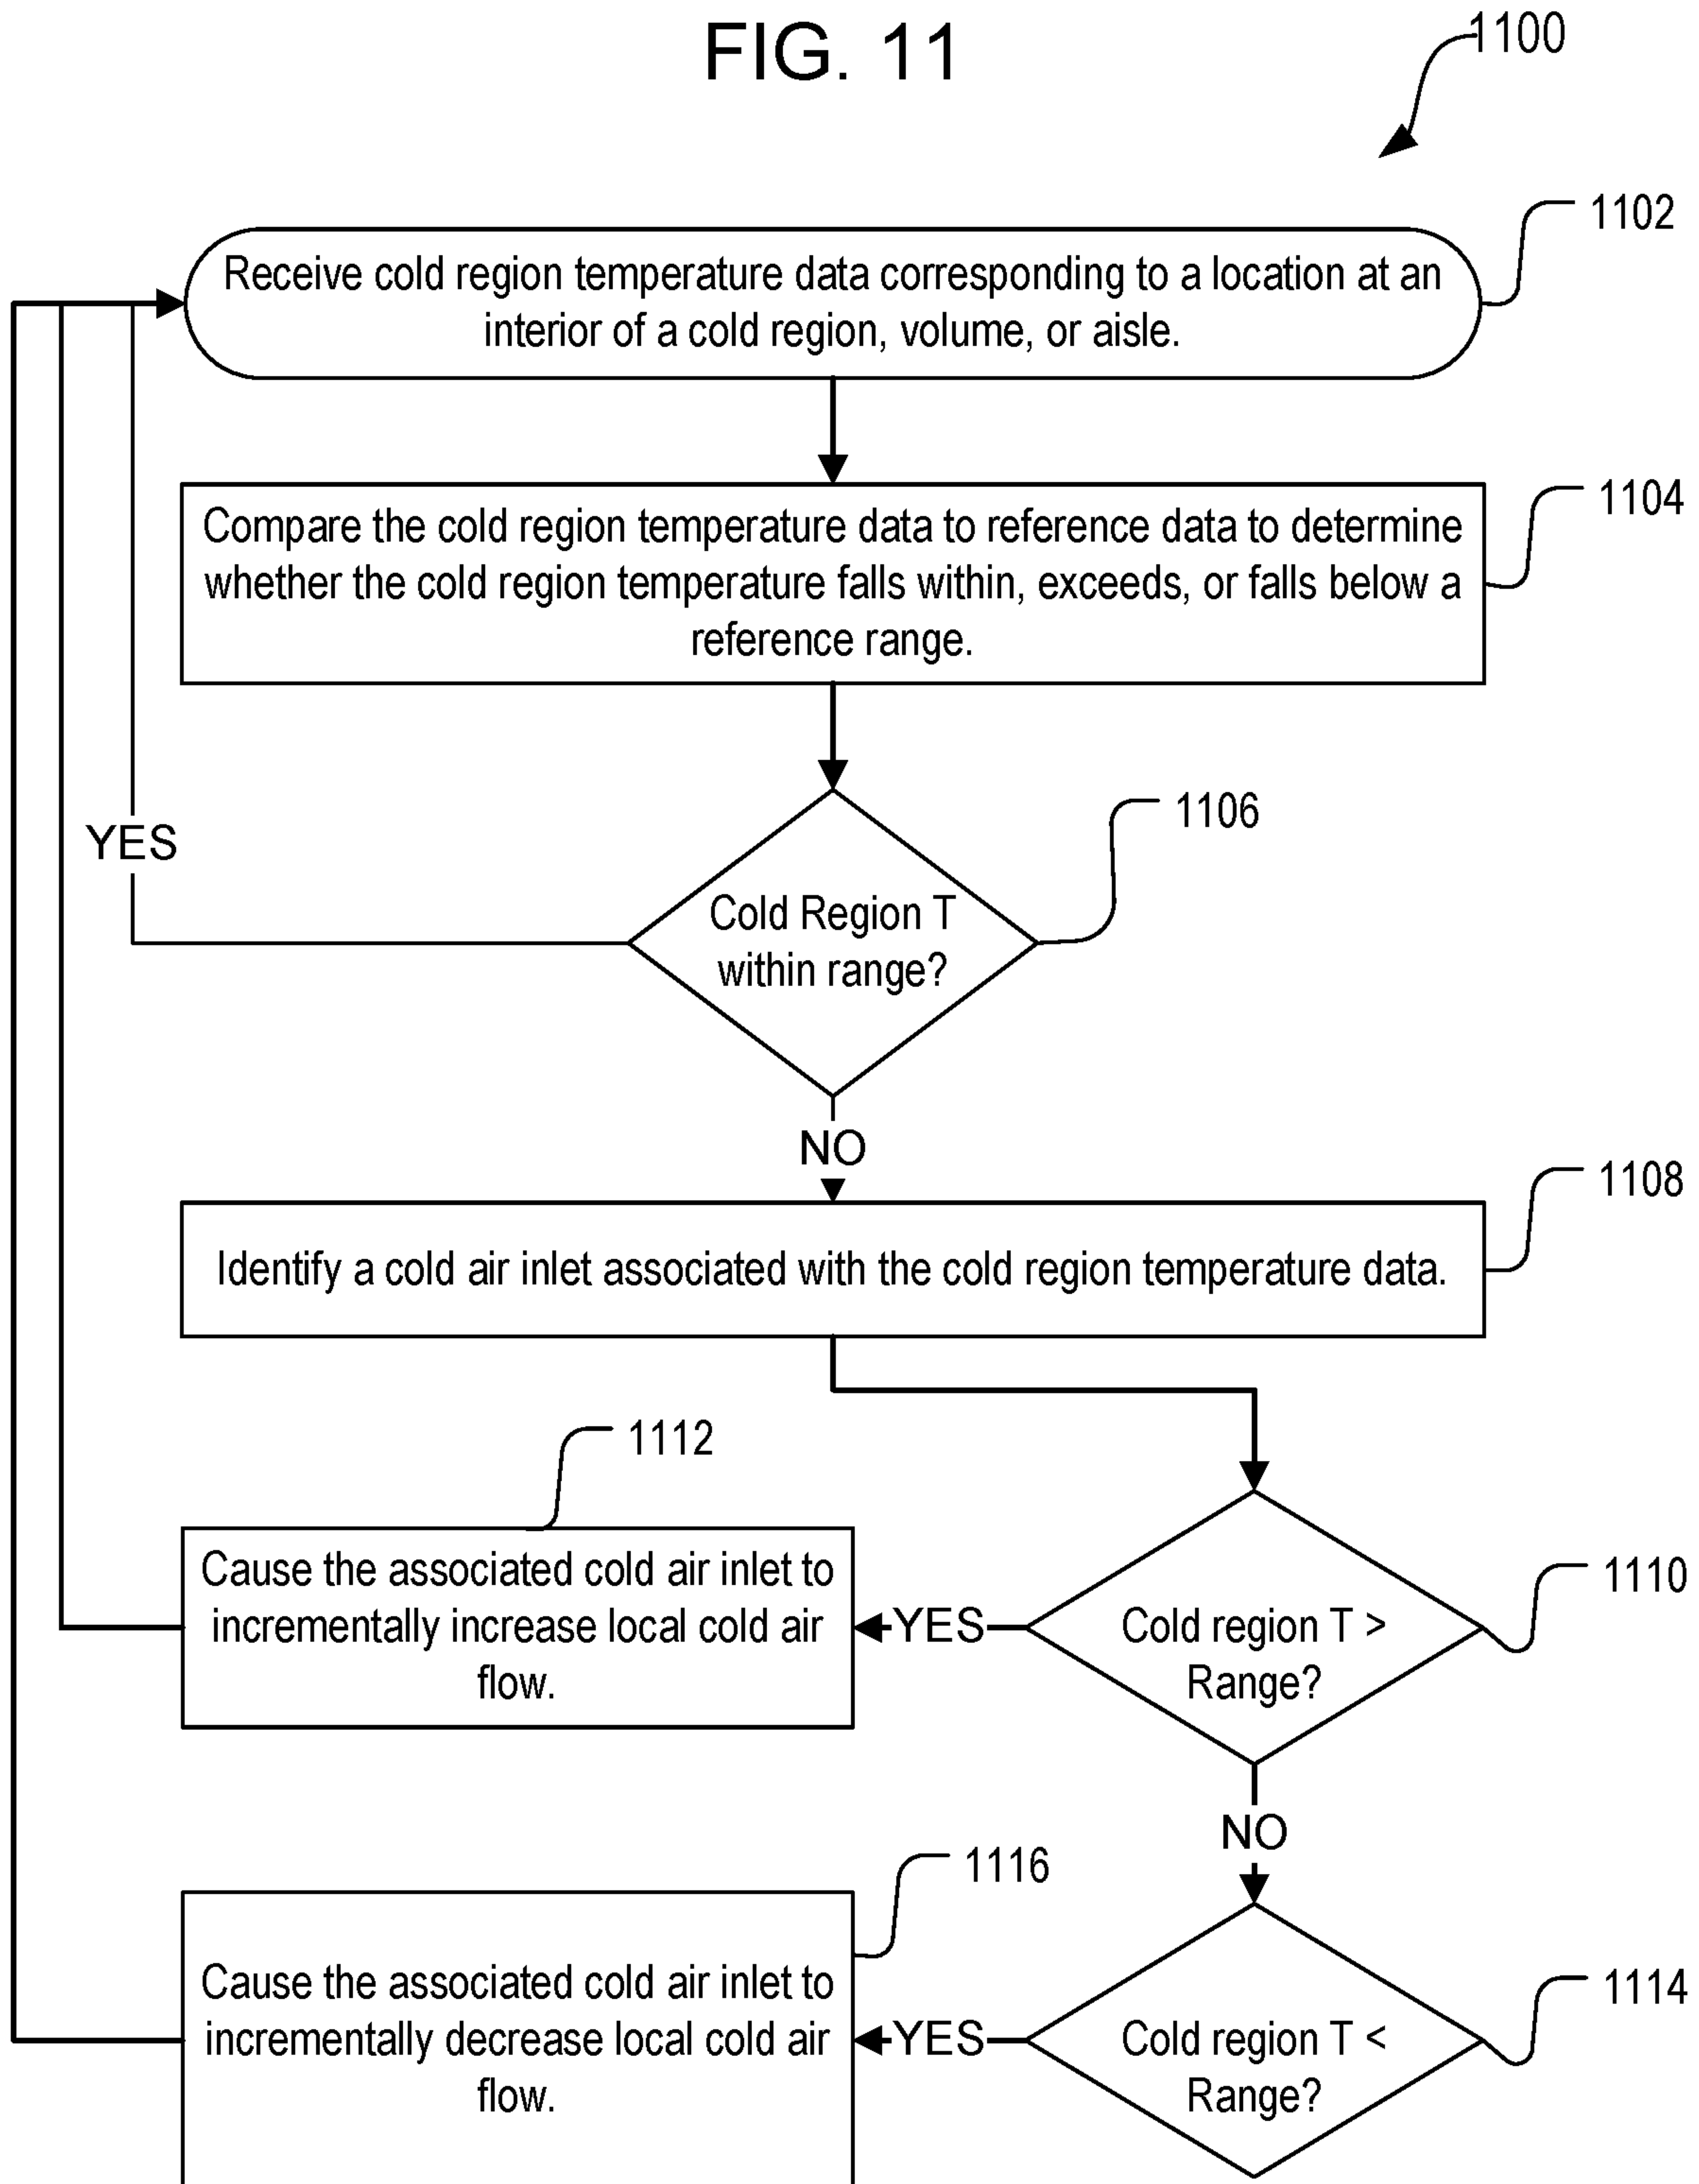 FIG. 11
1100
1102
Receive cold region temperature data corresponding to a location at an
interior of a cold region, volume, or aisle.
1104
Compare the cold region temperature data to reference data to determine
whether the cold region temperature falls within, exceeds, or falls below a
reference range.
1106
YES
Cold Region T
within range?
NO
1108
Identify a cold air inlet associated with the cold region temperature data.
1112
1110
Cause the associated cold air inlet to
incrementally increase local cold air
flow.
YES
Cold region T >
Range?
NO
1116
1114
Cause the associated cold air inlet to
incrementally decrease local cold air
flow.
YES
Cold region T <
Range?